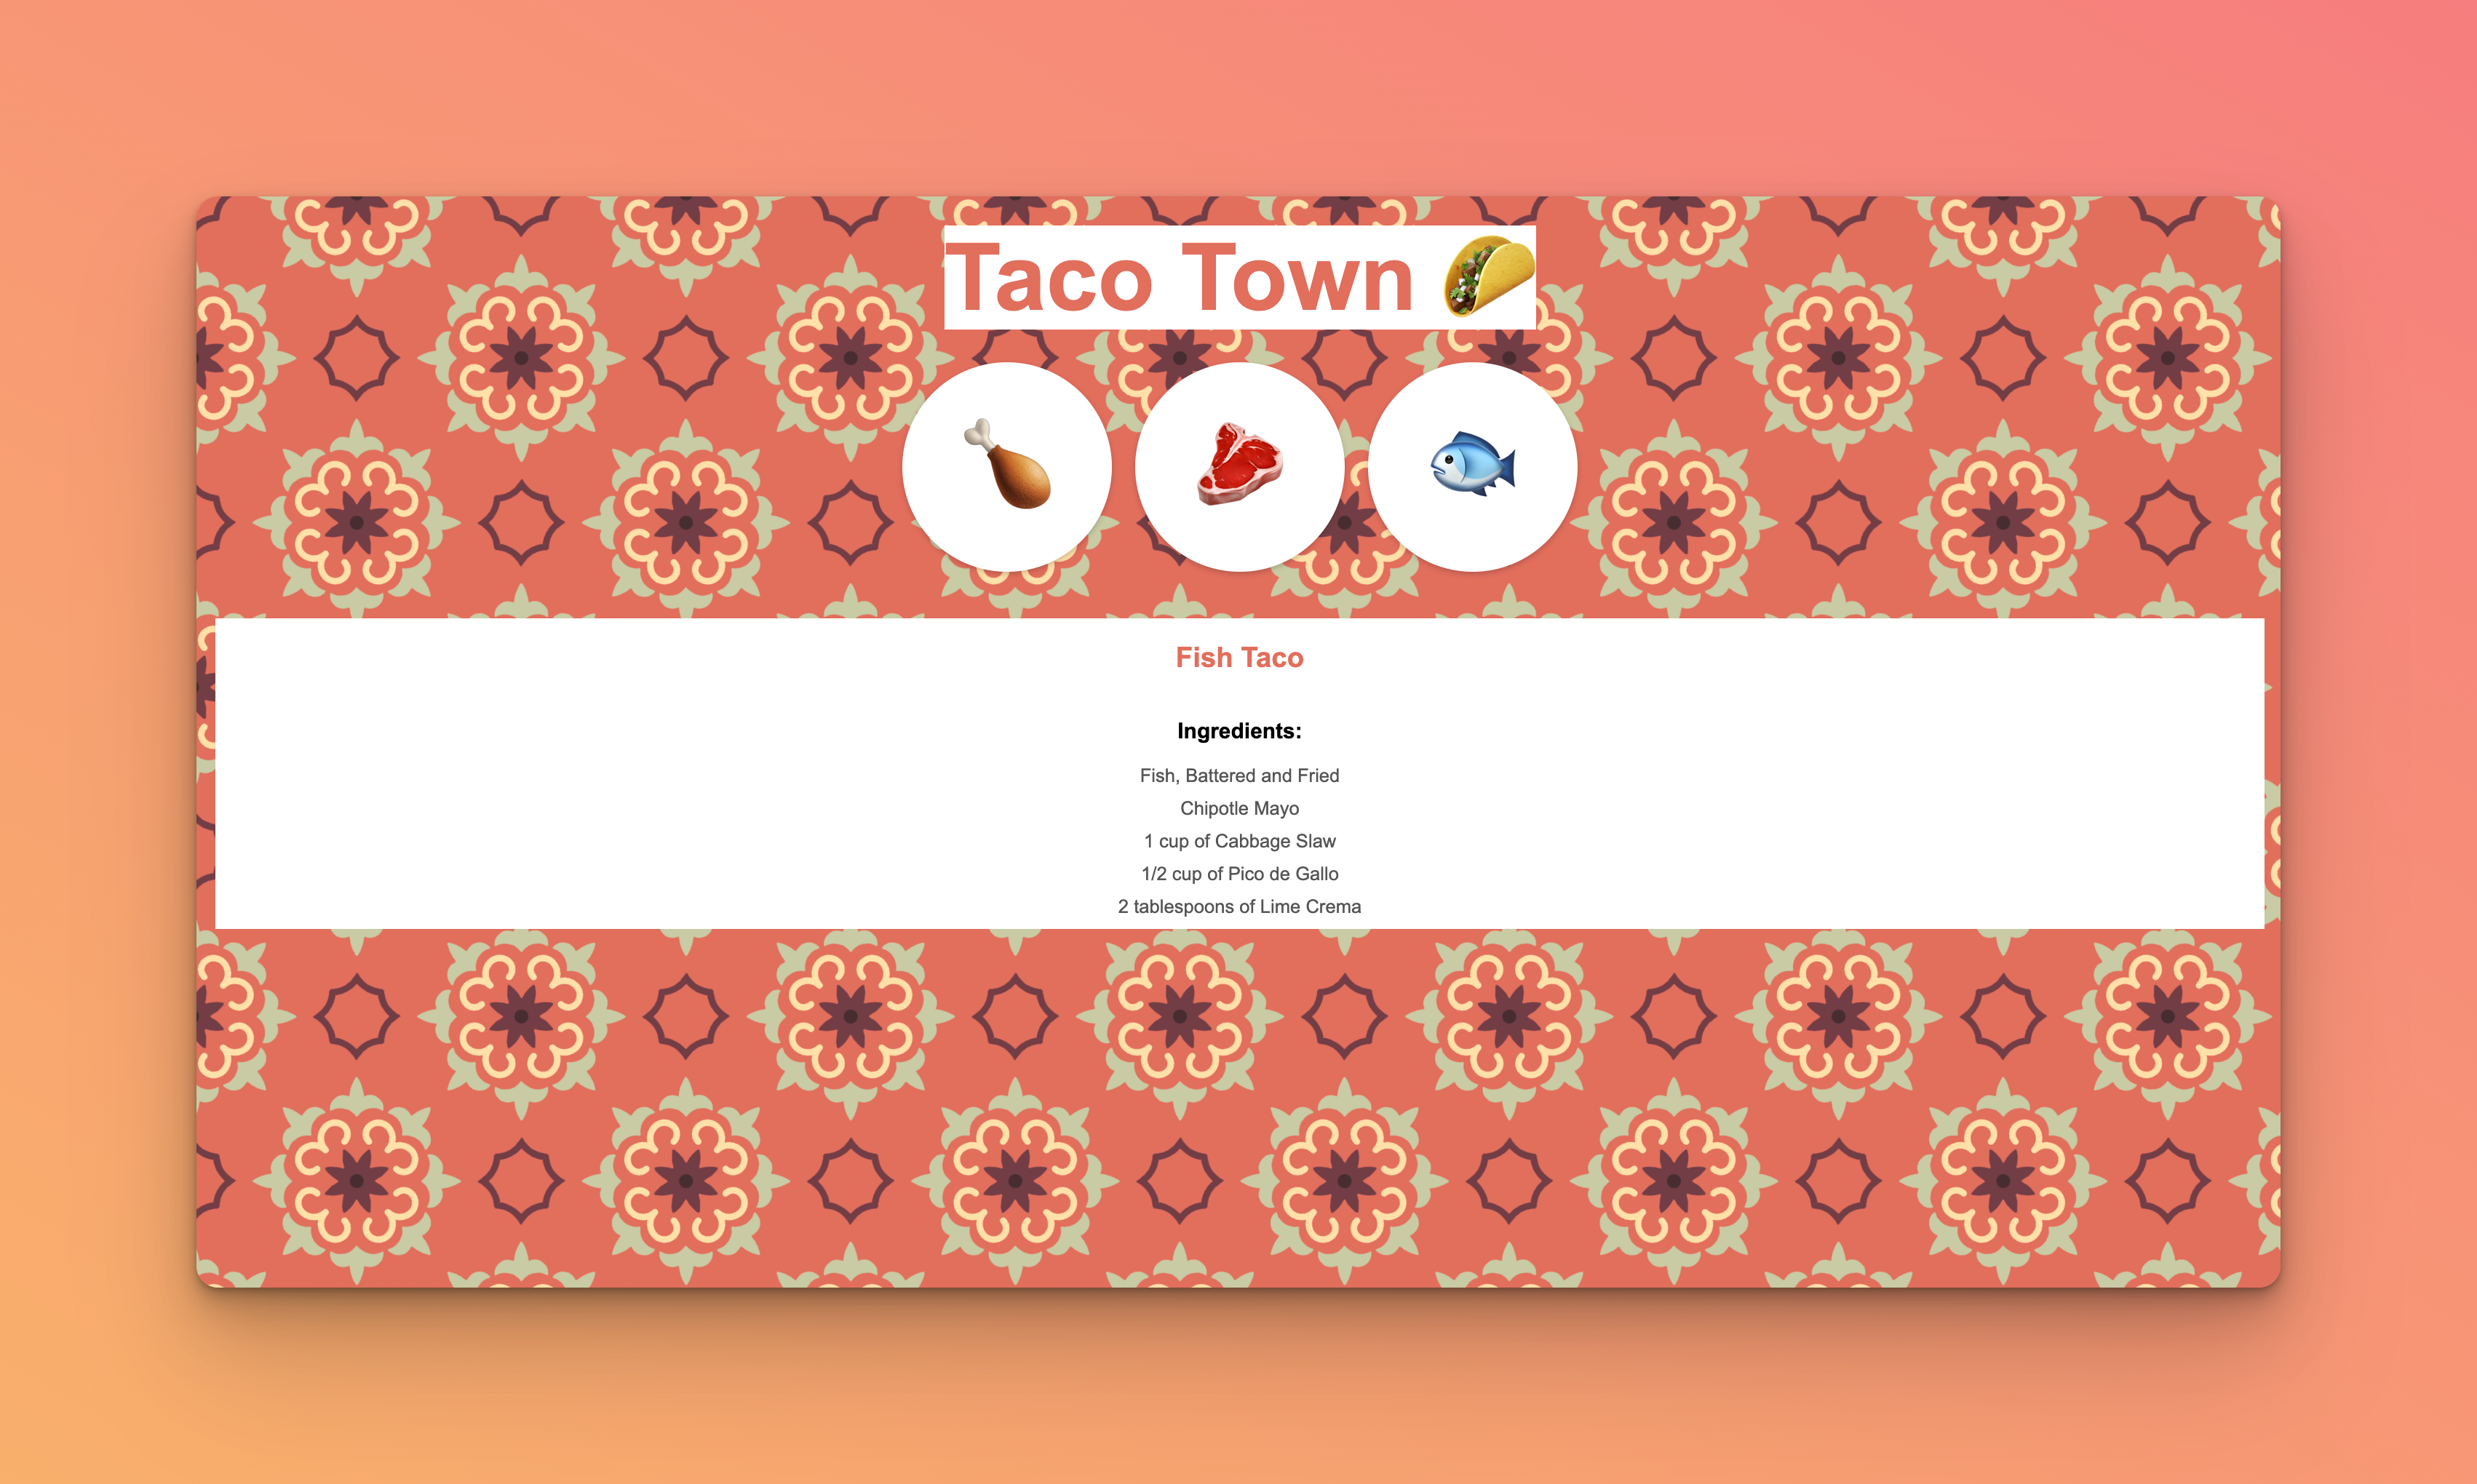 Taco Town 🌮
Fish Taco
Ingredients:
Fish, Battered and Fried
Chipotle Mayo
1 cup of Cabbage Slaw
1/2 cup of Pico de Gallo
2 tablespoons of Lime Crema